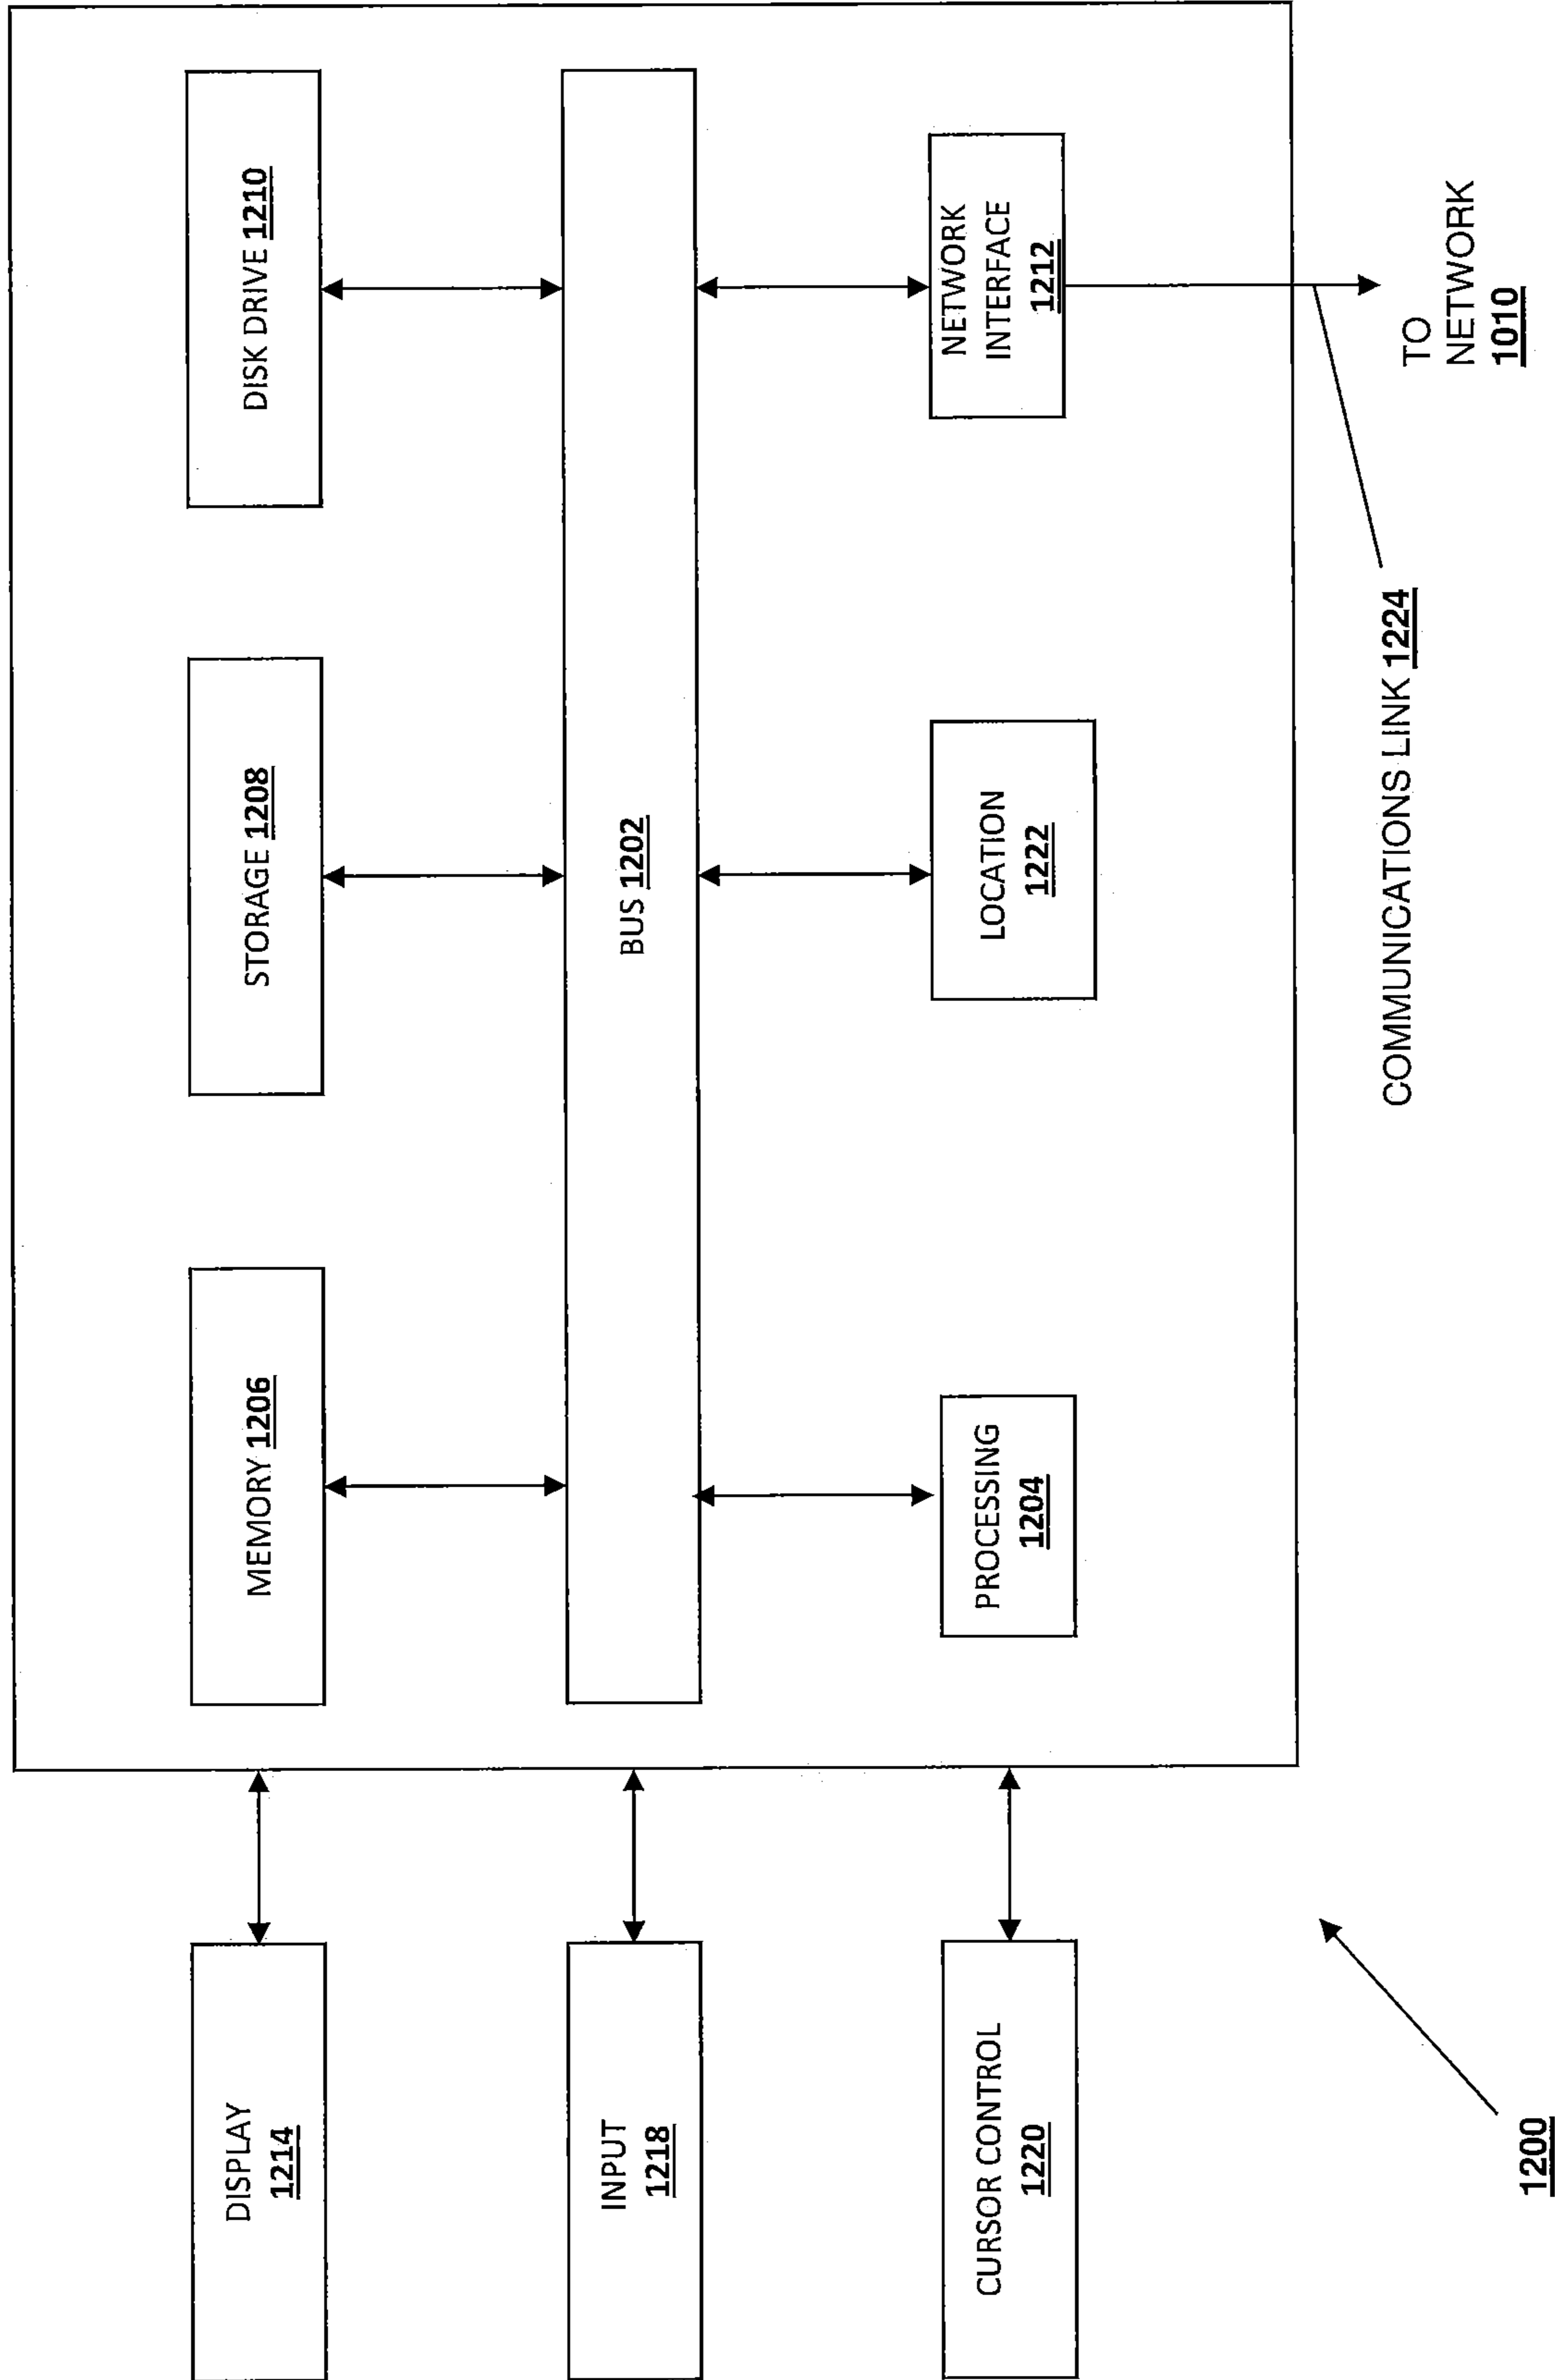 DISPLAY
1214
INPUT
1218
CURSOR CONTROL
1220
MEMORY 1206
STORAGE 1208
DISK DRIVE 1210
BUS 1202
PROCESSING
1204
LOCATION
1222
NETWORK
INTERFACE
1212
COMMUNICATIONS LINK 1224
TO
NETWORK
1010
1200